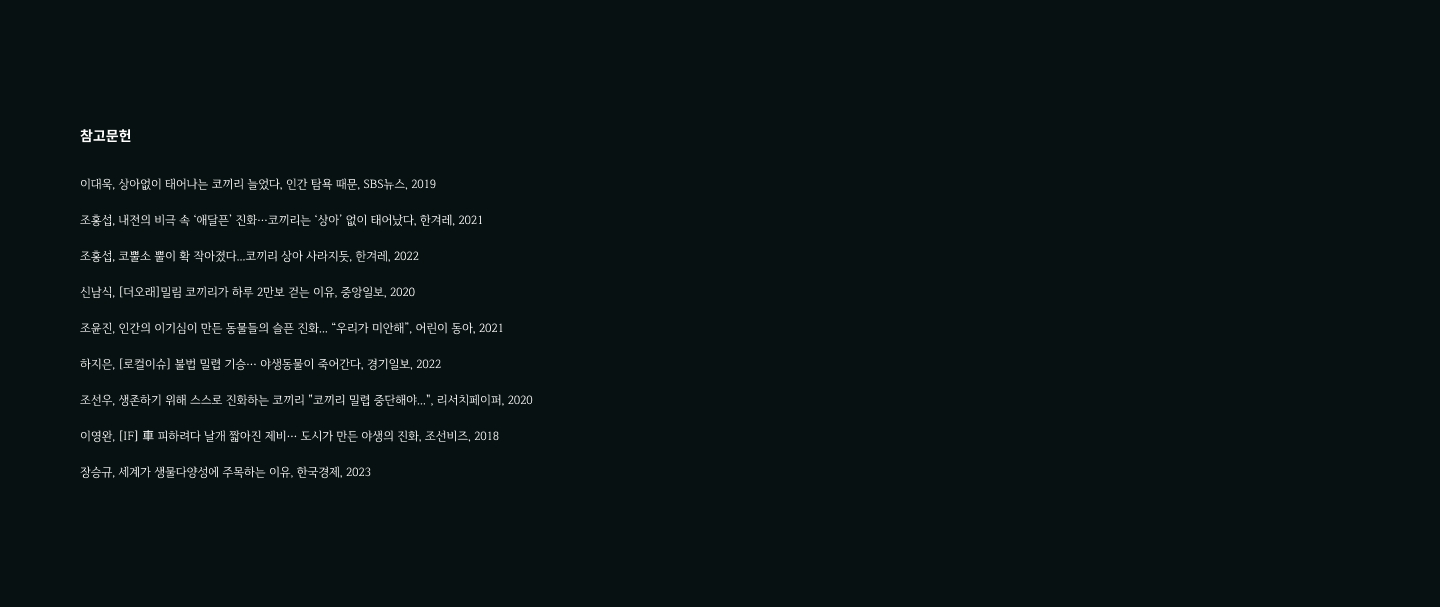 참고문헌
이대욱, 상아없이 태어나는 코끼리 늘었다, 인간 탐욕 때문, SBS뉴스, 2019
조홍섭, 내전의 비극 속 ‘애달픈’ 진화…코끼리는 ‘상아’ 없이 태어났다, 한겨레, 2021
조홍섭, 코뿔소 뿔이 확 작아졌다...코끼리 상아 사라지듯, 한겨레, 2022
신남식, [더오래]밀림 코끼리가 하루 2만보 걷는 이유, 중앙일보, 2020
조윤진, 인간의 이기심이 만든 동물들의 슬픈 진화... “우리가 미안해”, 어린이 동아, 2021
하지은, [로컬이슈] 불법 밀렵 기승… 야생동물이 죽어간다, 경기일보, 2022
조선우, 생존하기 위해 스스로 진화하는 코끼리 "코끼리 밀렵 중단해야...", 리서치페이퍼, 2020
이영완, [IF] 車 피하려다 날개 짧아진 제비… 도시가 만든 야생의 진화, 조선비즈, 2018
장승규, 세계가 생물다양성에 주목하는 이유, 한국경제, 2023